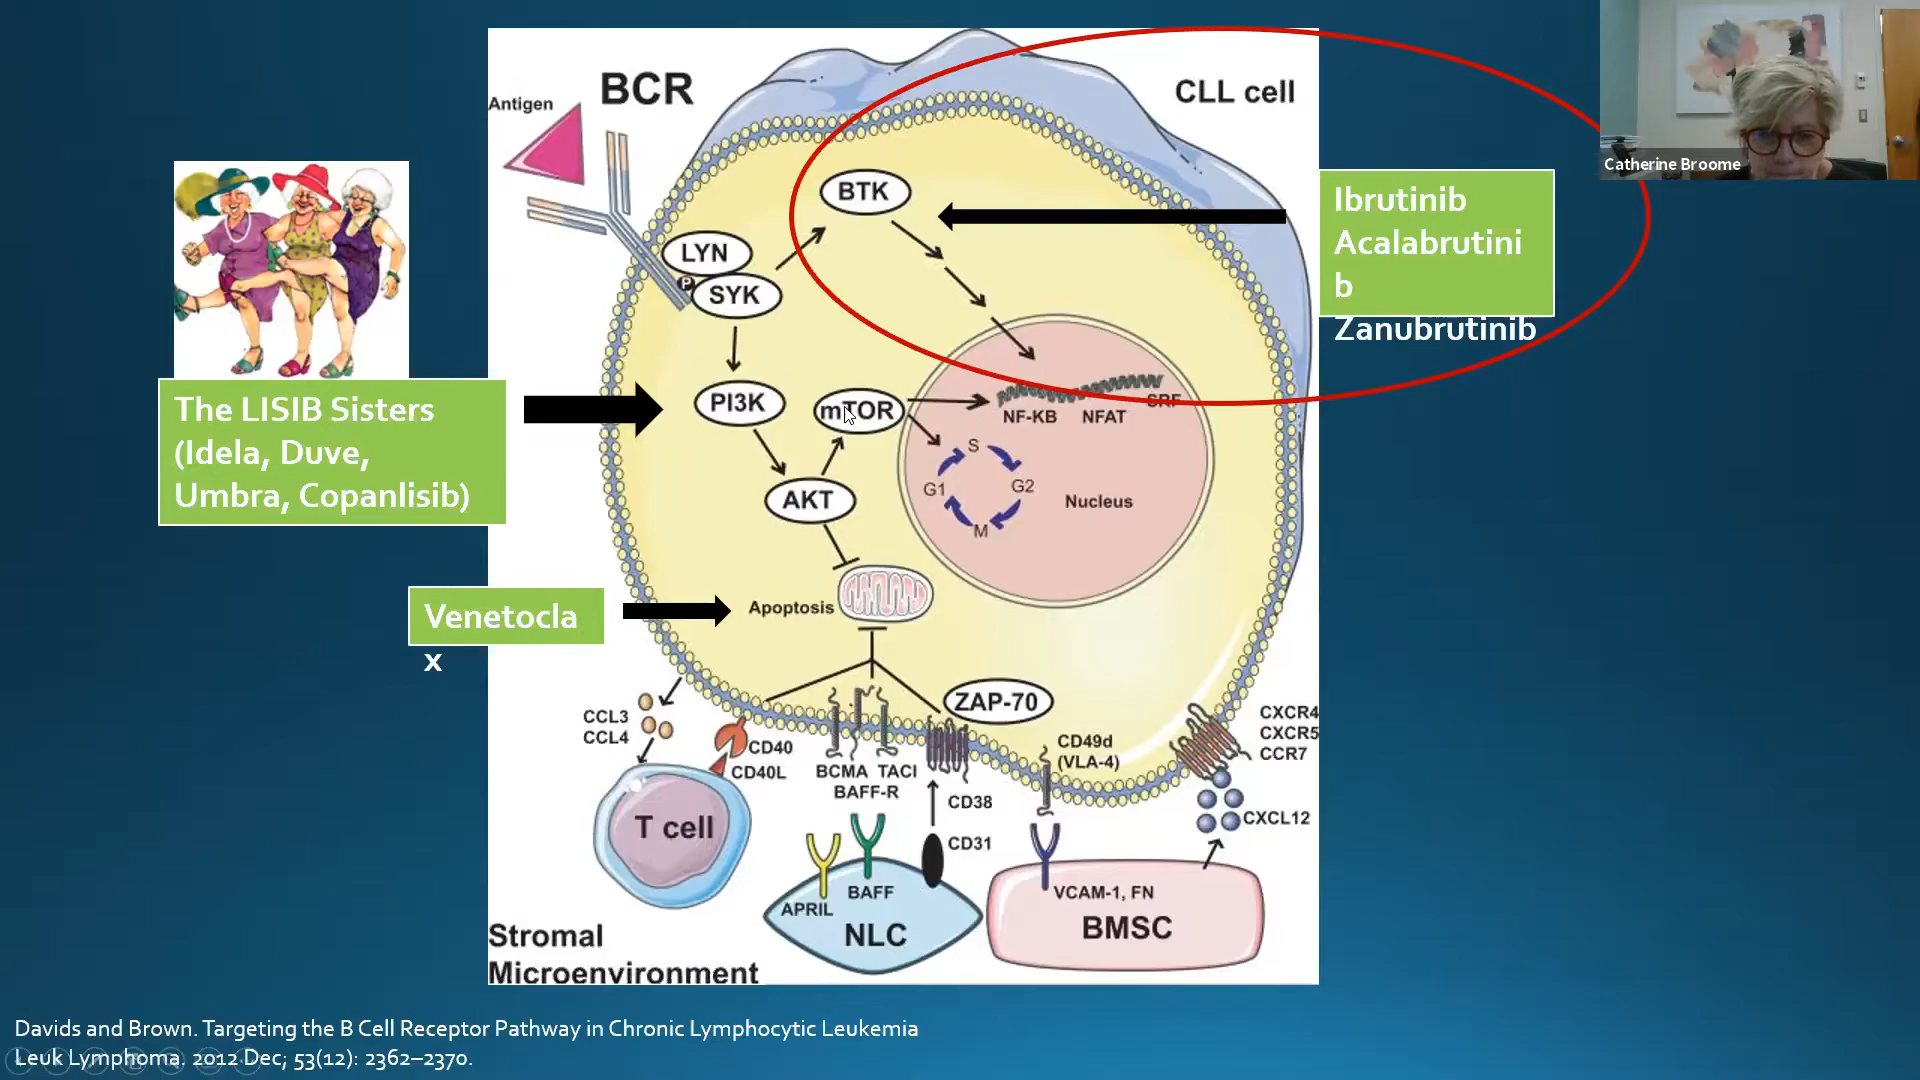 Antigen
BCR
CLL cell
Catherine Broome
BTK
Ibrutinib
Acalabrutini
b
Zanubrutinib
LYN
P
SYK
The LISIB Sisters
(Idela, Duve,
Umbra, Copanlisib)
PI3K
mTOR
SRF
NF-KB
NFAT
S
G1
G2
M
Nucleus
AKT
Venetocla
x
Apoptosis
ZAP-70
CCL3
CCL4
CD40
CD40L
BCMA TACI
BAFF-R
CD38
CD31
CD49d
(VLA-4)
CXCR4
CXCR5
CCR7
CXCL12
T cell
APRIL
BAFF
NLC
VCAM-1, FN
BMSC
Stromal
Microenvironment
Davids and Brown. Targeting the B Cell Receptor Pathway in Chronic Lymphocytic Leukemia
Leuk Lymphoma. 2012 Dec; 53(12): 2362–2370.